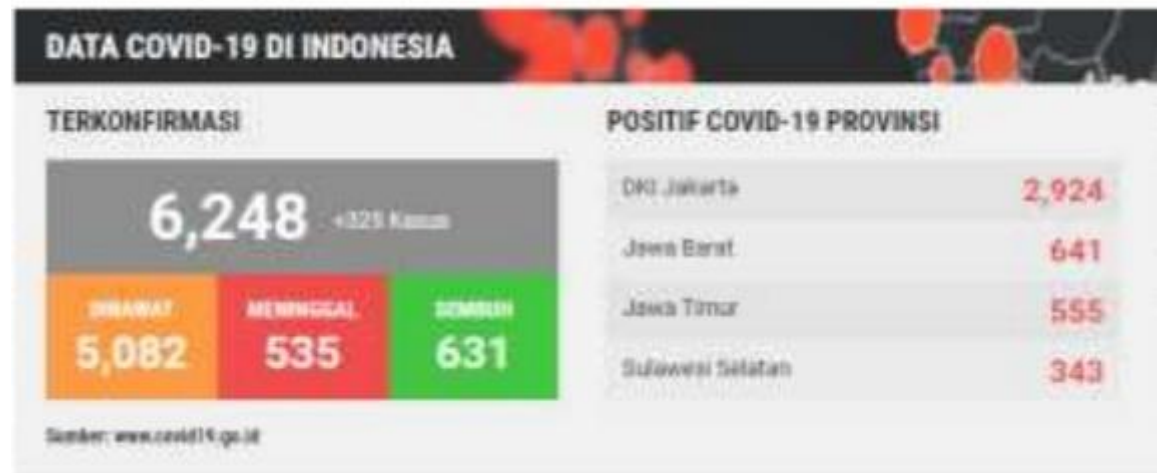 DATA COVID-19 DI INDONESIA
TERKONFIRMASI
6,248 +325 Kasus
DIRAWAT
5,082
MENINGGAL
535
SEMBUH
631
Sumber: www.covid19.go.id
POSITIF COVID-19 PROVINSI
DKI Jakarta 2,924
Jawa Barat 641
Jawa Timur 555
Sulawesi Selatan 343